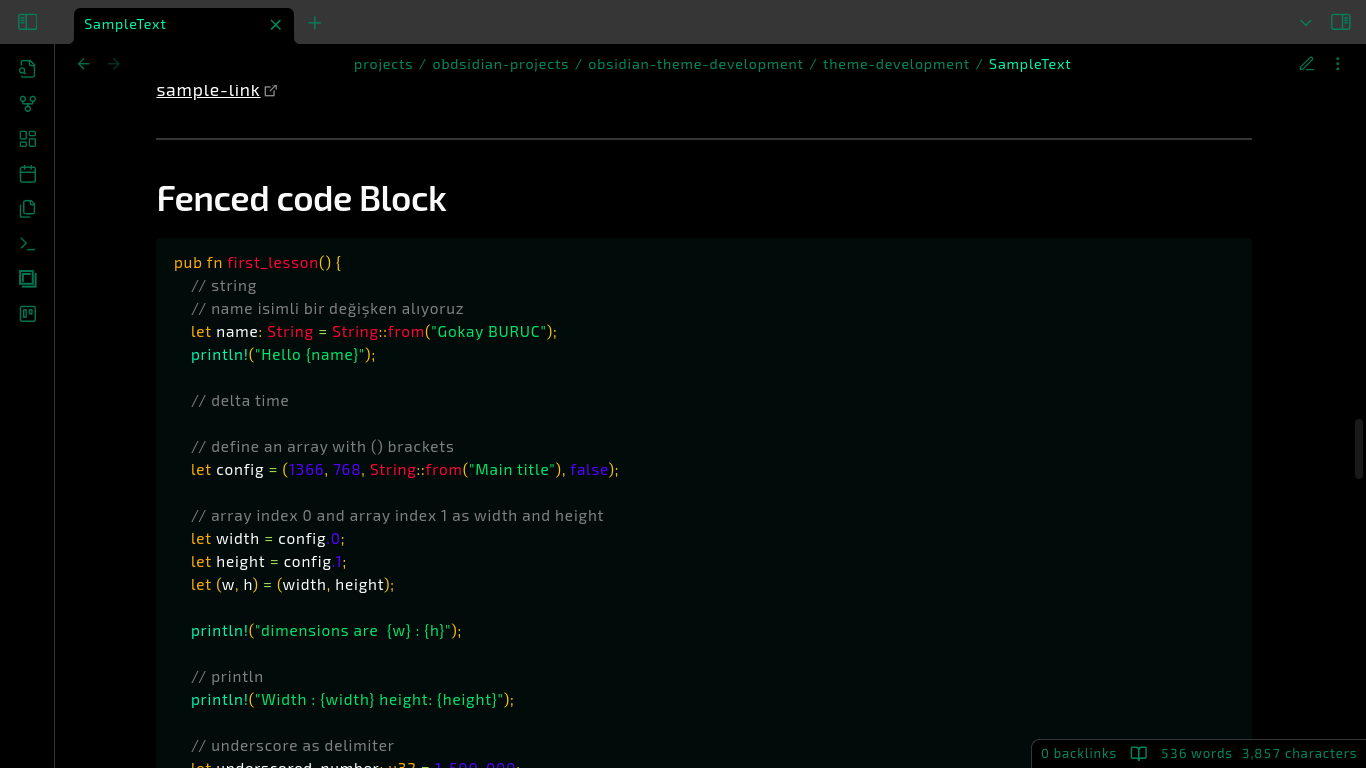 SampleText
projects / obdsidian-projects / obsidian-theme-development / theme-development / SampleText
sample-link
Fenced code Block
pub fn first_lesson() {
// string
// name isimli bir değişken alıyoruz
let name: String = String::from("Gokay BURUC");
println!("Hello {name}");
// delta time
// define an array with () brackets
let config = (1366, 768, String::from("Main title"), false);
// array index 0 and array index 1 as width and height
let width = config.0;
let height = config.1;
let (w, h) = (width, height);
println!("dimensions are  {w} : {h}");
// println
println!("Width : {width} height: {height}");
// underscore as delimiter
let underscored_number: u32 = 1_500_000;
0 backlinks 536 words 3,857 characters